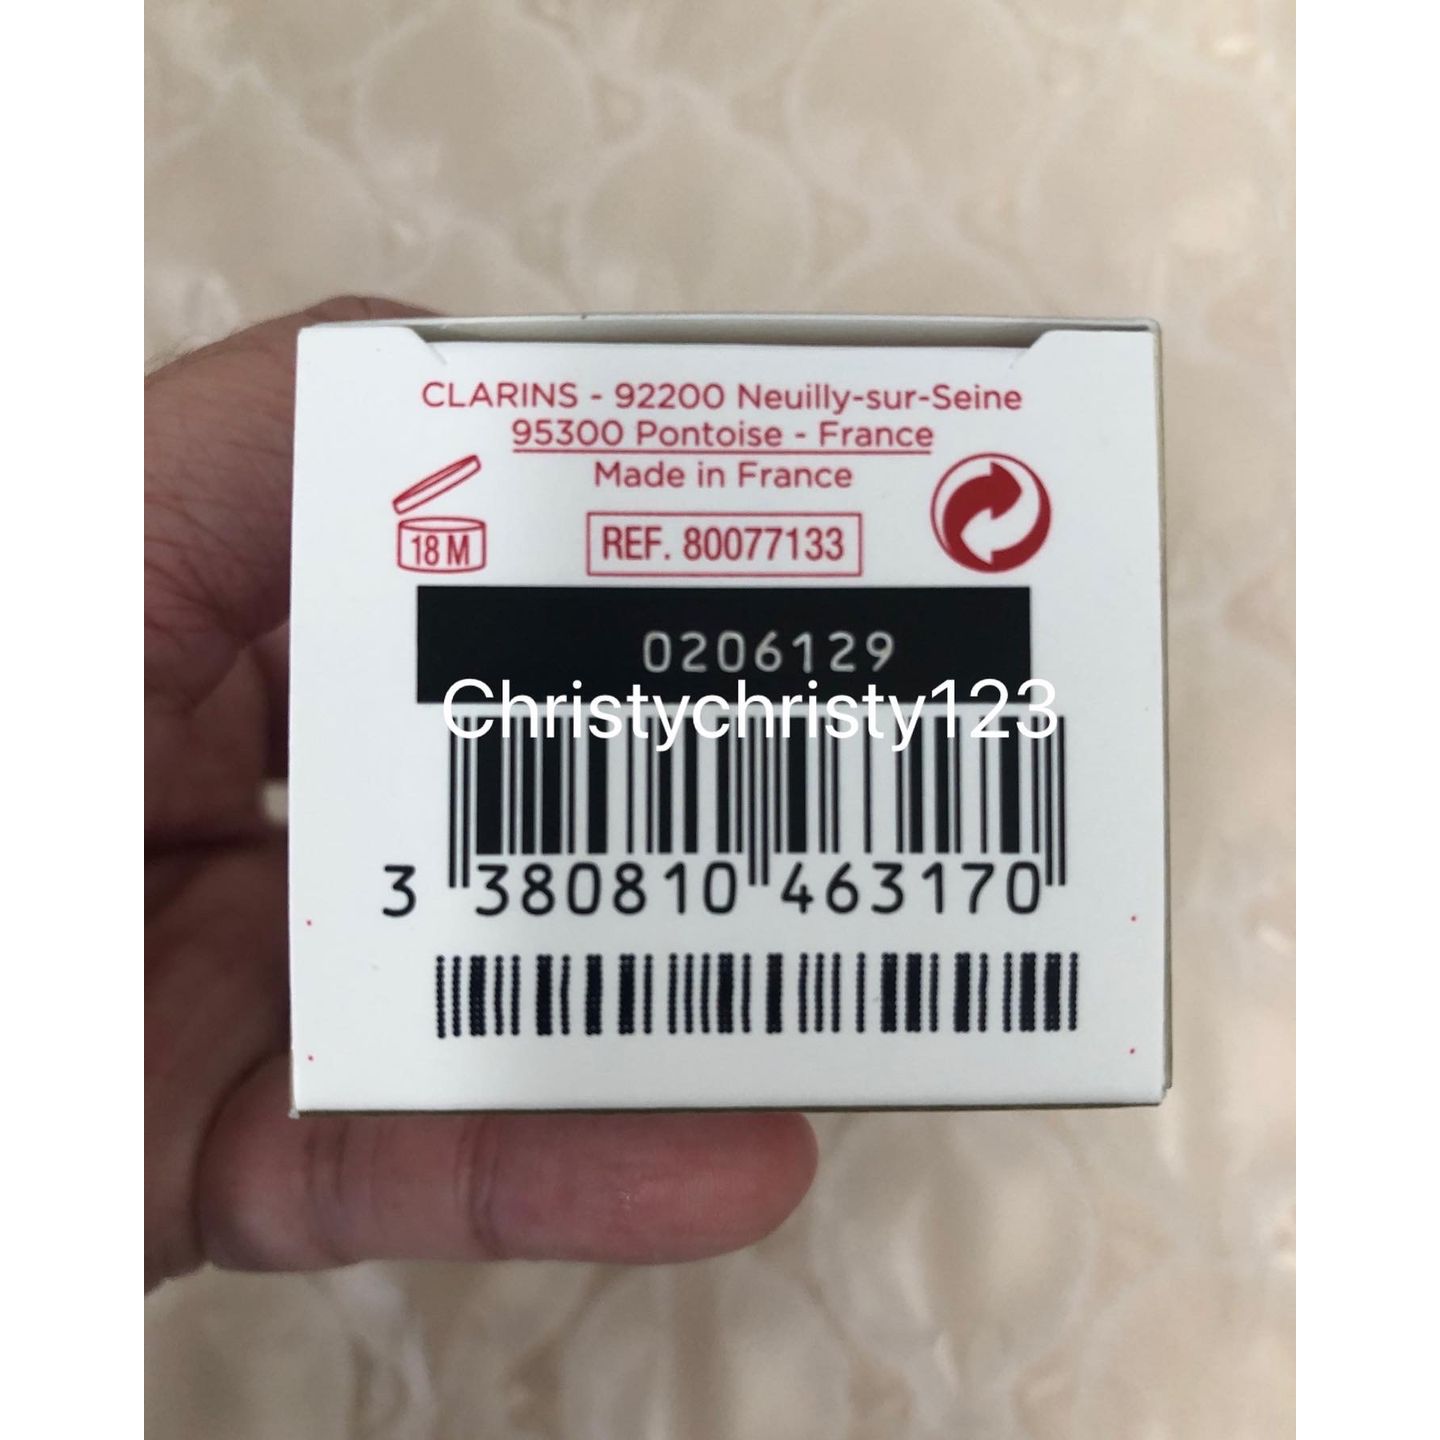 CLARINS - 92200 Neuilly-sur-Seine
95300 Pontoise - France
Made in France
18 M
REF. 80077133
0206129
Christychristy123
3 380810 463170